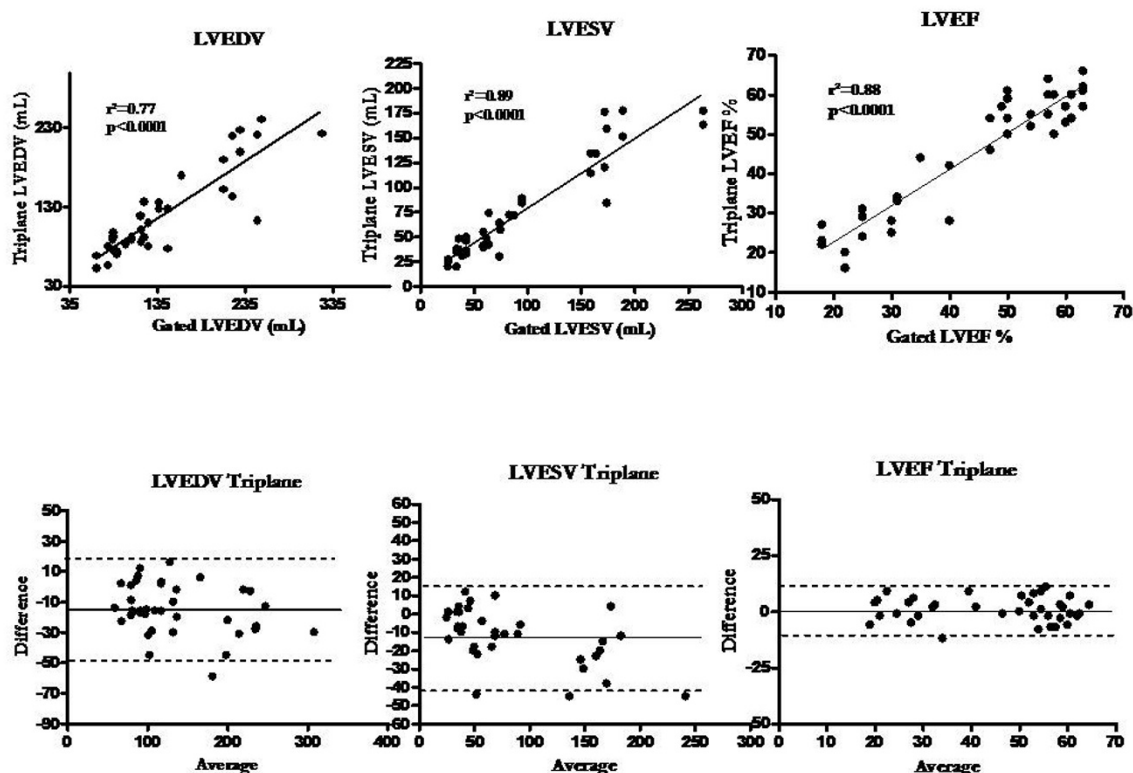 LVEDV
Triplane LVEDV (mL)
230
130
30
r²=0.77
p<0.0001
35 135 235 335
Gated LVEDV (mL)
LVESV
Triplane LVESV (mL)
225
200
175
150
125
100
75
50
25
0
r²=0.89
p<0.0001
0 50 100 150 200 250 300
Gated LVESV (mL)
LVEF
Triplane LVEF %
70
60
50
40
30
20
10
r²=0.88
p<0.0001
10 20 30 40 50 60 70
Gated LVEF %
LVEDV Triplane
Difference
50
30
10
-10
-30
-50
-70
-90
0 100 200 300 400
Average
LVESV Triplane
Difference
60
50
40
30
20
10
0
-10
-20
-30
-40
-50
-60
0 50 100 150 200 250 300
Average
LVEF Triplane
Difference
50
25
0
-25
-50
0 10 20 30 40 50 60 70
Average